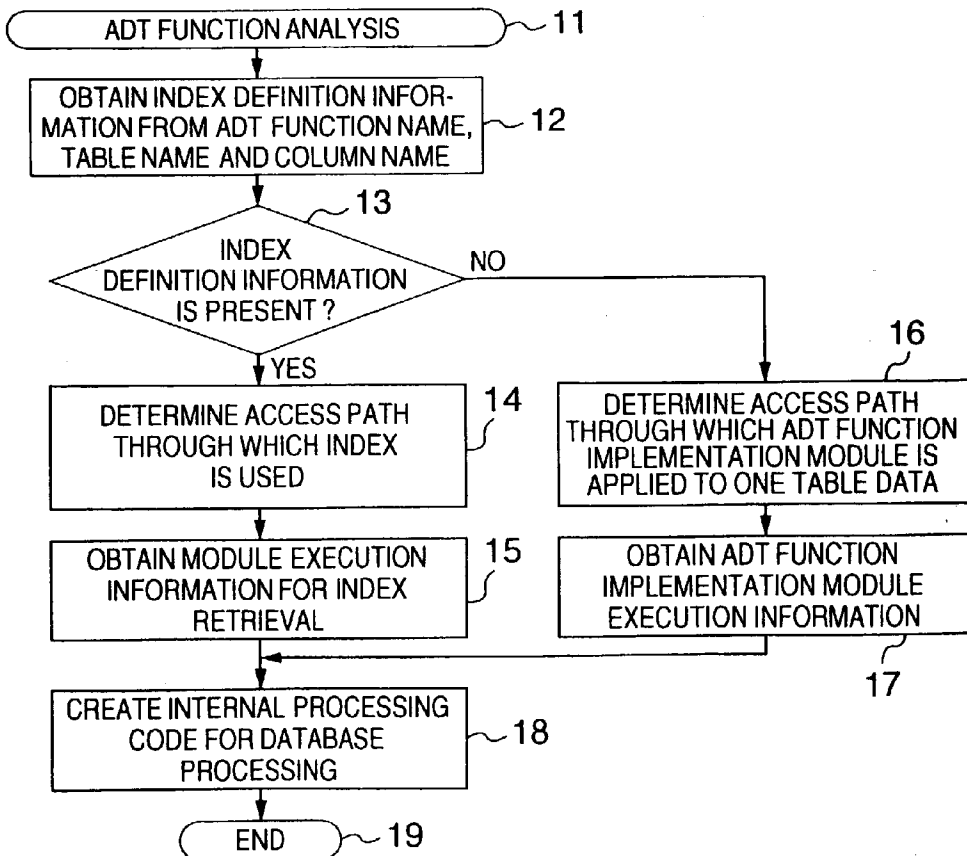 ADT FUNCTION ANALYSIS
11
OBTAIN INDEX DEFINITION INFOR-
MATION FROM ADT FUNCTION NAME,
TABLE NAME AND COLUMN NAME
12
13
INDEX
DEFINITION INFORMATION
IS PRESENT ?
NO
YES
DETERMINE ACCESS PATH
THROUGH WHICH INDEX
IS USED
14
16
DETERMINE ACCESS PATH
THROUGH WHICH ADT FUNCTION
IMPLEMENTATION MODULE IS
APPLIED TO ONE TABLE DATA
OBTAIN MODULE EXECUTION
INFORMATION FOR INDEX
RETRIEVAL
15
OBTAIN ADT FUNCTION
IMPLEMENTATION MODULE
EXECUTION INFORMATION
17
CREATE INTERNAL PROCESSING
CODE FOR DATABASE
PROCESSING
18
END
19